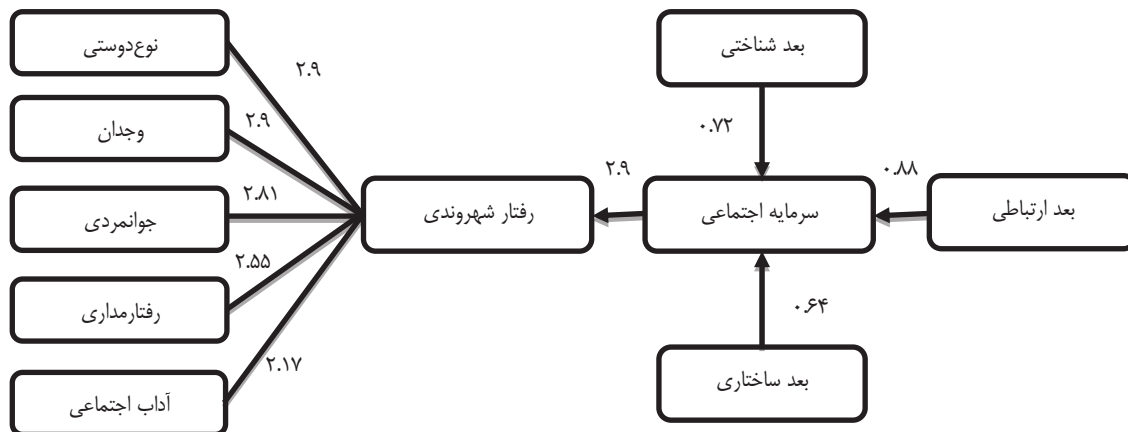 نوع‌دوستی
بعد شناختی
۲.۹
وجدان
۲.۹
۰.۷۲
جوانمردی
۲.۸۱
رفتار شهروندی
۲.۹
سرمایه اجتماعی
۰.۸۸
بعد ارتباطی
۲.۵۵
رفتارمداری
۰.۶۴
۲.۱۷
آداب اجتماعی
بعد ساختاری